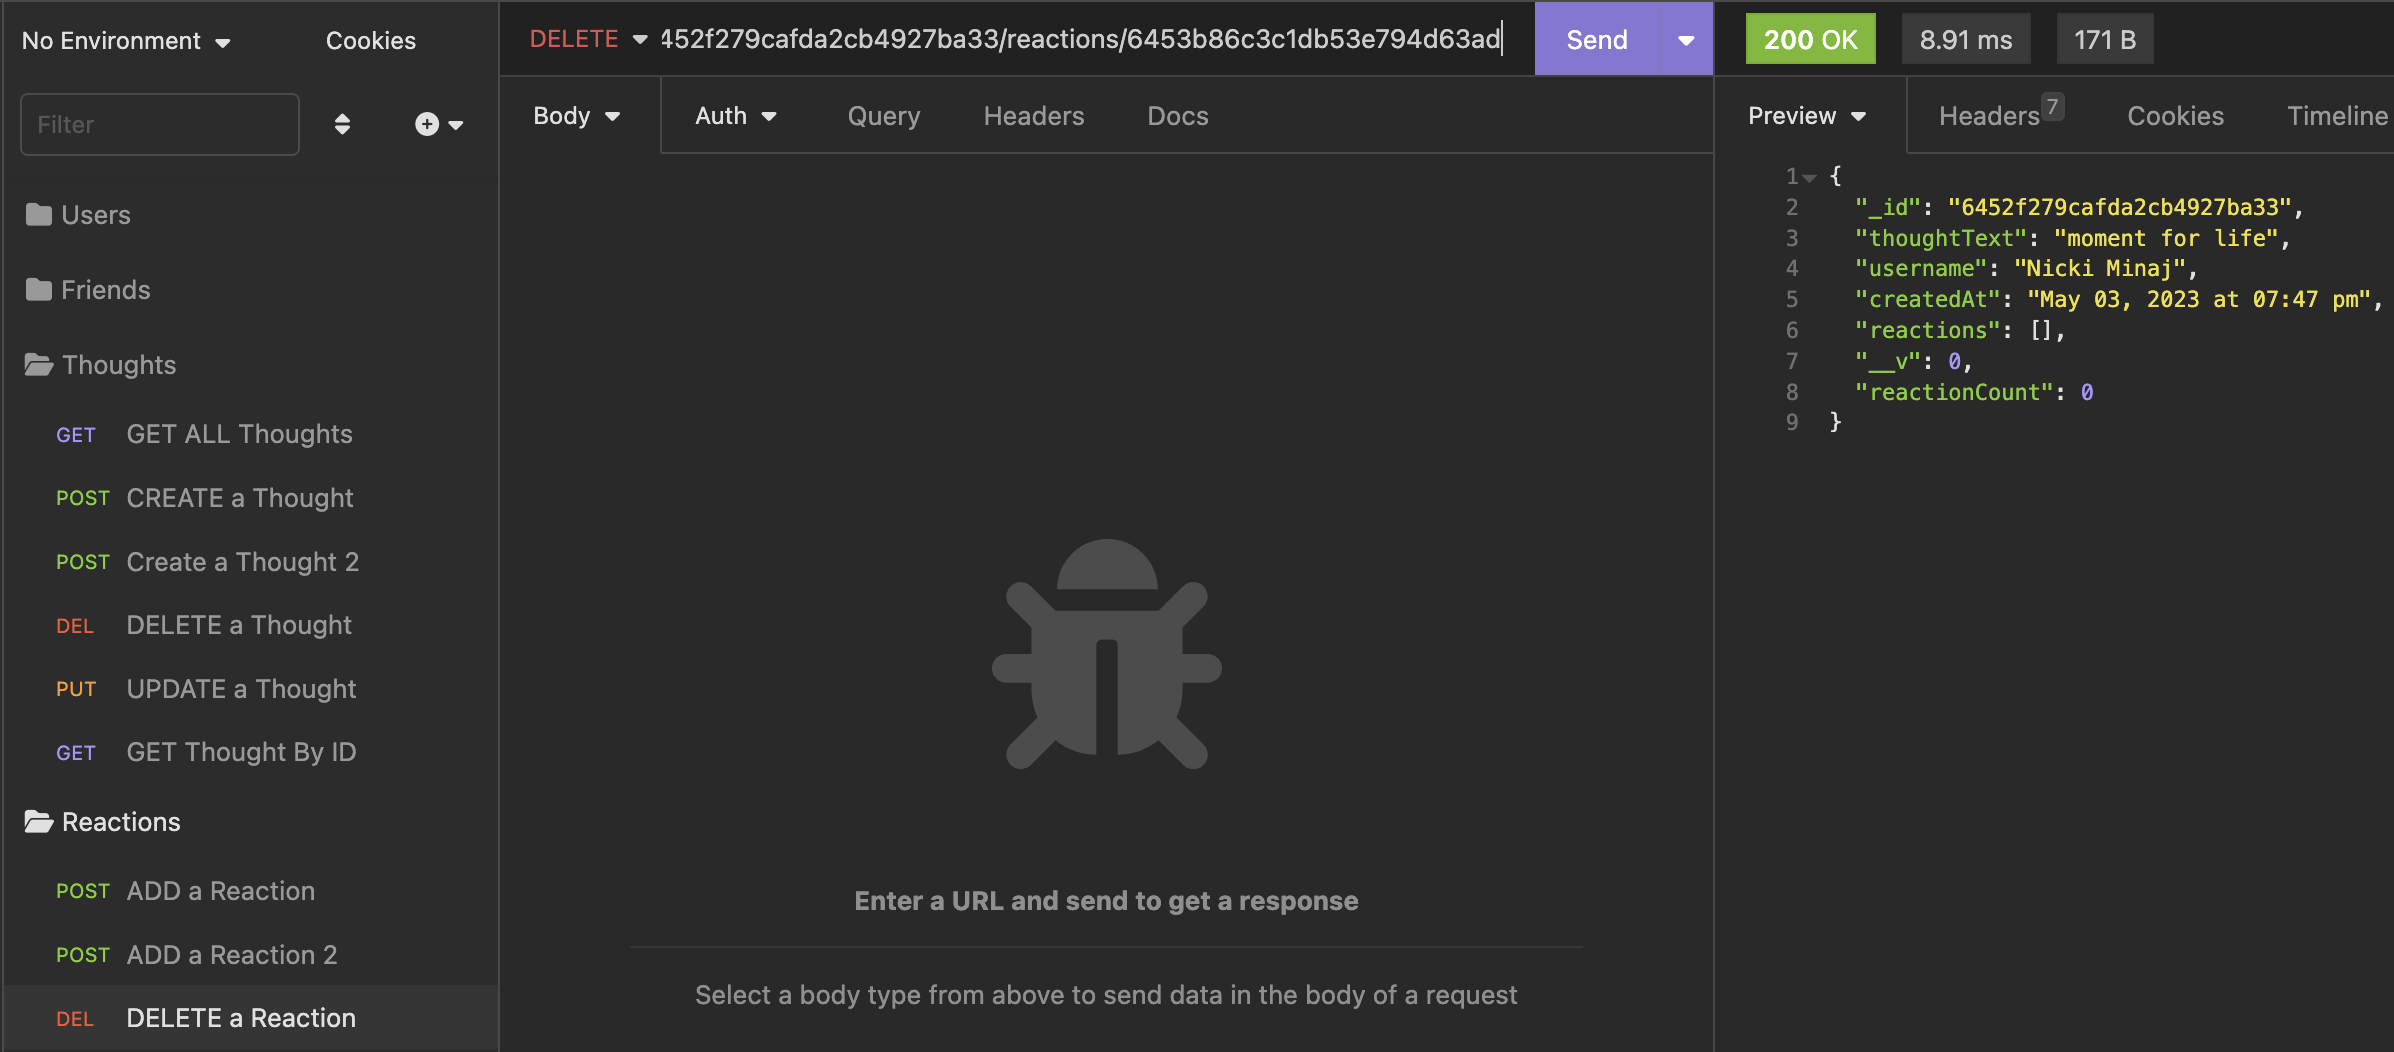 No Environment
Cookies
Filter
Users
Friends
Thoughts
GET GET ALL Thoughts
POST CREATE a Thought
POST Create a Thought 2
DEL DELETE a Thought
PUT UPDATE a Thought
GET GET Thought By ID
Reactions
POST ADD a Reaction
POST ADD a Reaction 2
DEL DELETE a Reaction
DELETE 452f279cafda2cb4927ba33/reactions/6453b86c3c1db53e794d63ad Send
Body Auth Query Headers Docs
Enter a URL and send to get a response
Select a body type from above to send data in the body of a request
200 OK 8.91 ms 171 B
Preview Headers 7 Cookies Timeline
1 {
2 "_id": "6452f279cafda2cb4927ba33",
3 "thoughtText": "moment for life",
4 "username": "Nicki Minaj",
5 "createdAt": "May 03, 2023 at 07:47 pm",
6 "reactions": [],
7 "__v": 0,
8 "reactionCount": 0
9 }